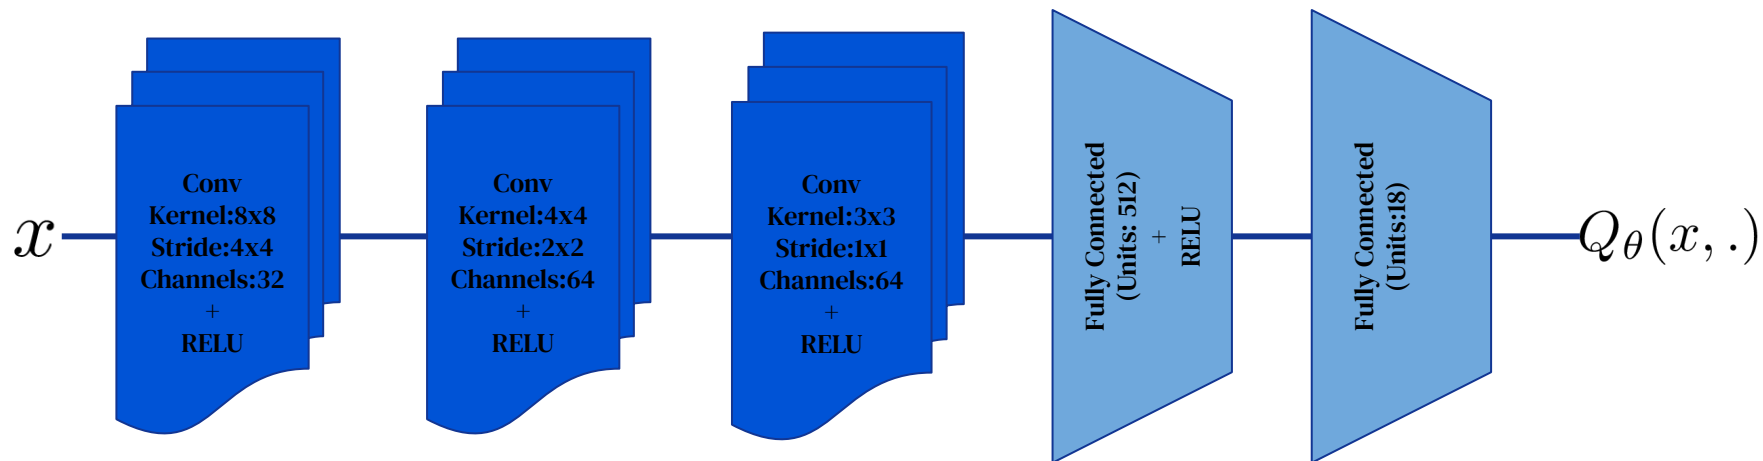 x
Conv
Kernel:8x8
Stride:4x4
Channels:32
+
RELU
Conv
Kernel:4x4
Stride:2x2
Channels:64
+
RELU
Conv
Kernel:3x3
Stride:1x1
Channels:64
+
RELU
Fully Connected
(Units: 512)
+
RELU
Fully Connected
(Units:18)
Q_θ(x, .)